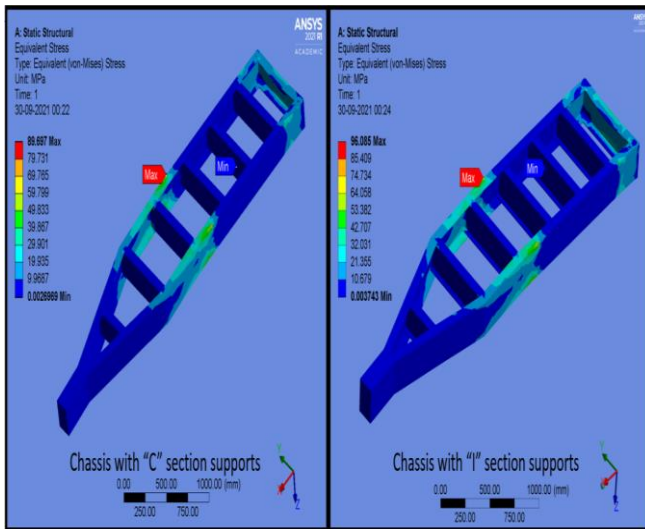 A: Static Structural
Equivalent Stress
Type: Equivalent (von-Mises) Stress
Unit: MPa
Time: 1
30-09-2021 00:22
ANSYS
2021 R1
ACADEMIC
89.697 Max
79.731
69.765
59.799
49.833
39.867
29.901
19.935
9.9687
0.0026969 Min
Max
Min
Chassis with “C” section supports
0.00 500.00 1000.00 (mm)
250.00 750.00
Y
X
Z
A: Static Structural
Equivalent Stress
Type: Equivalent (von-Mises) Stress
Unit: MPa
Time: 1
30-09-2021 00:24
ANSYS
2021 R1
ACADEMIC
96.085 Max
85.409
74.734
64.058
53.382
42.707
32.031
21.355
10.679
0.003743 Min
Max
Min
Chassis with “I” section supports
0.00 500.00 1000.00 (mm)
250.00 750.00
Y
X
Z